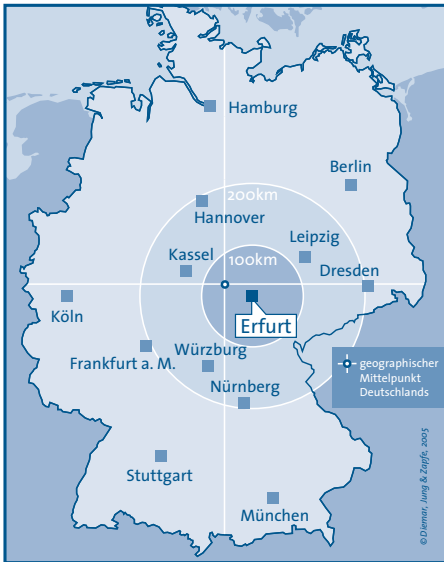 Hamburg
Berlin
200km
Hannover
Leipzig
Kassel
100km
Dresden
Köln
Erfurt
Frankfurt a. M.
Würzburg
Nürnberg
geographischer
Mittelpunkt
Deutschlands
Stuttgart
München
© Diemar, Jung & Zapfe, 2005